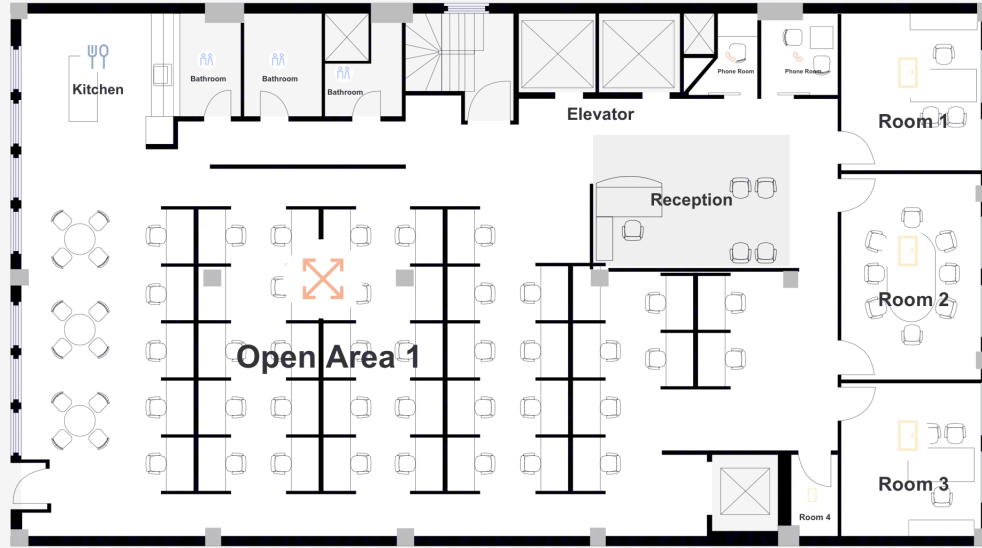 Kitchen
Bathroom
Bathroom
Bathroom
Elevator
Phone Room
Phone Room
Room 1
Reception
Room 2
Open Area 1
Room 3
Room 4